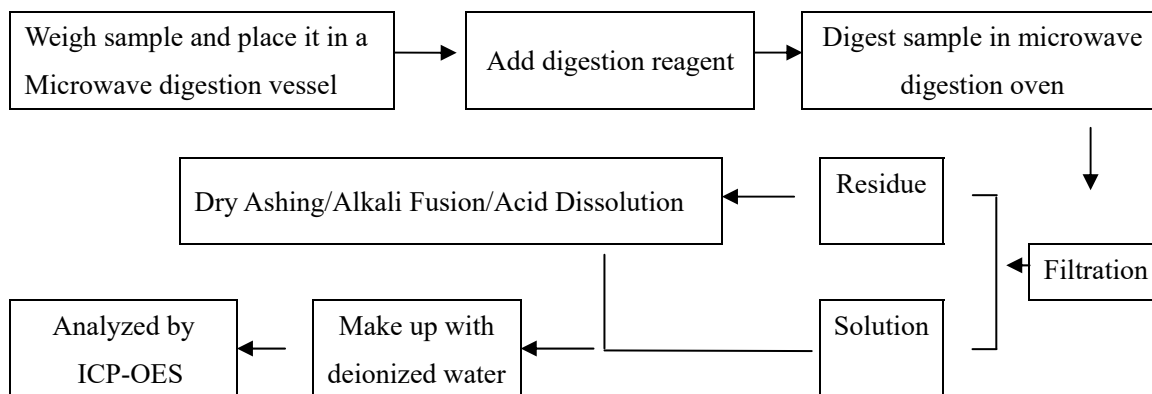 Weigh sample and place it in a
Microwave digestion vessel
Add digestion reagent
Digest sample in microwave
digestion oven
Dry Ashing/Alkali Fusion/Acid Dissolution
Residue
Filtration
Analyzed by
ICP-OES
Make up with
deionized water
Solution